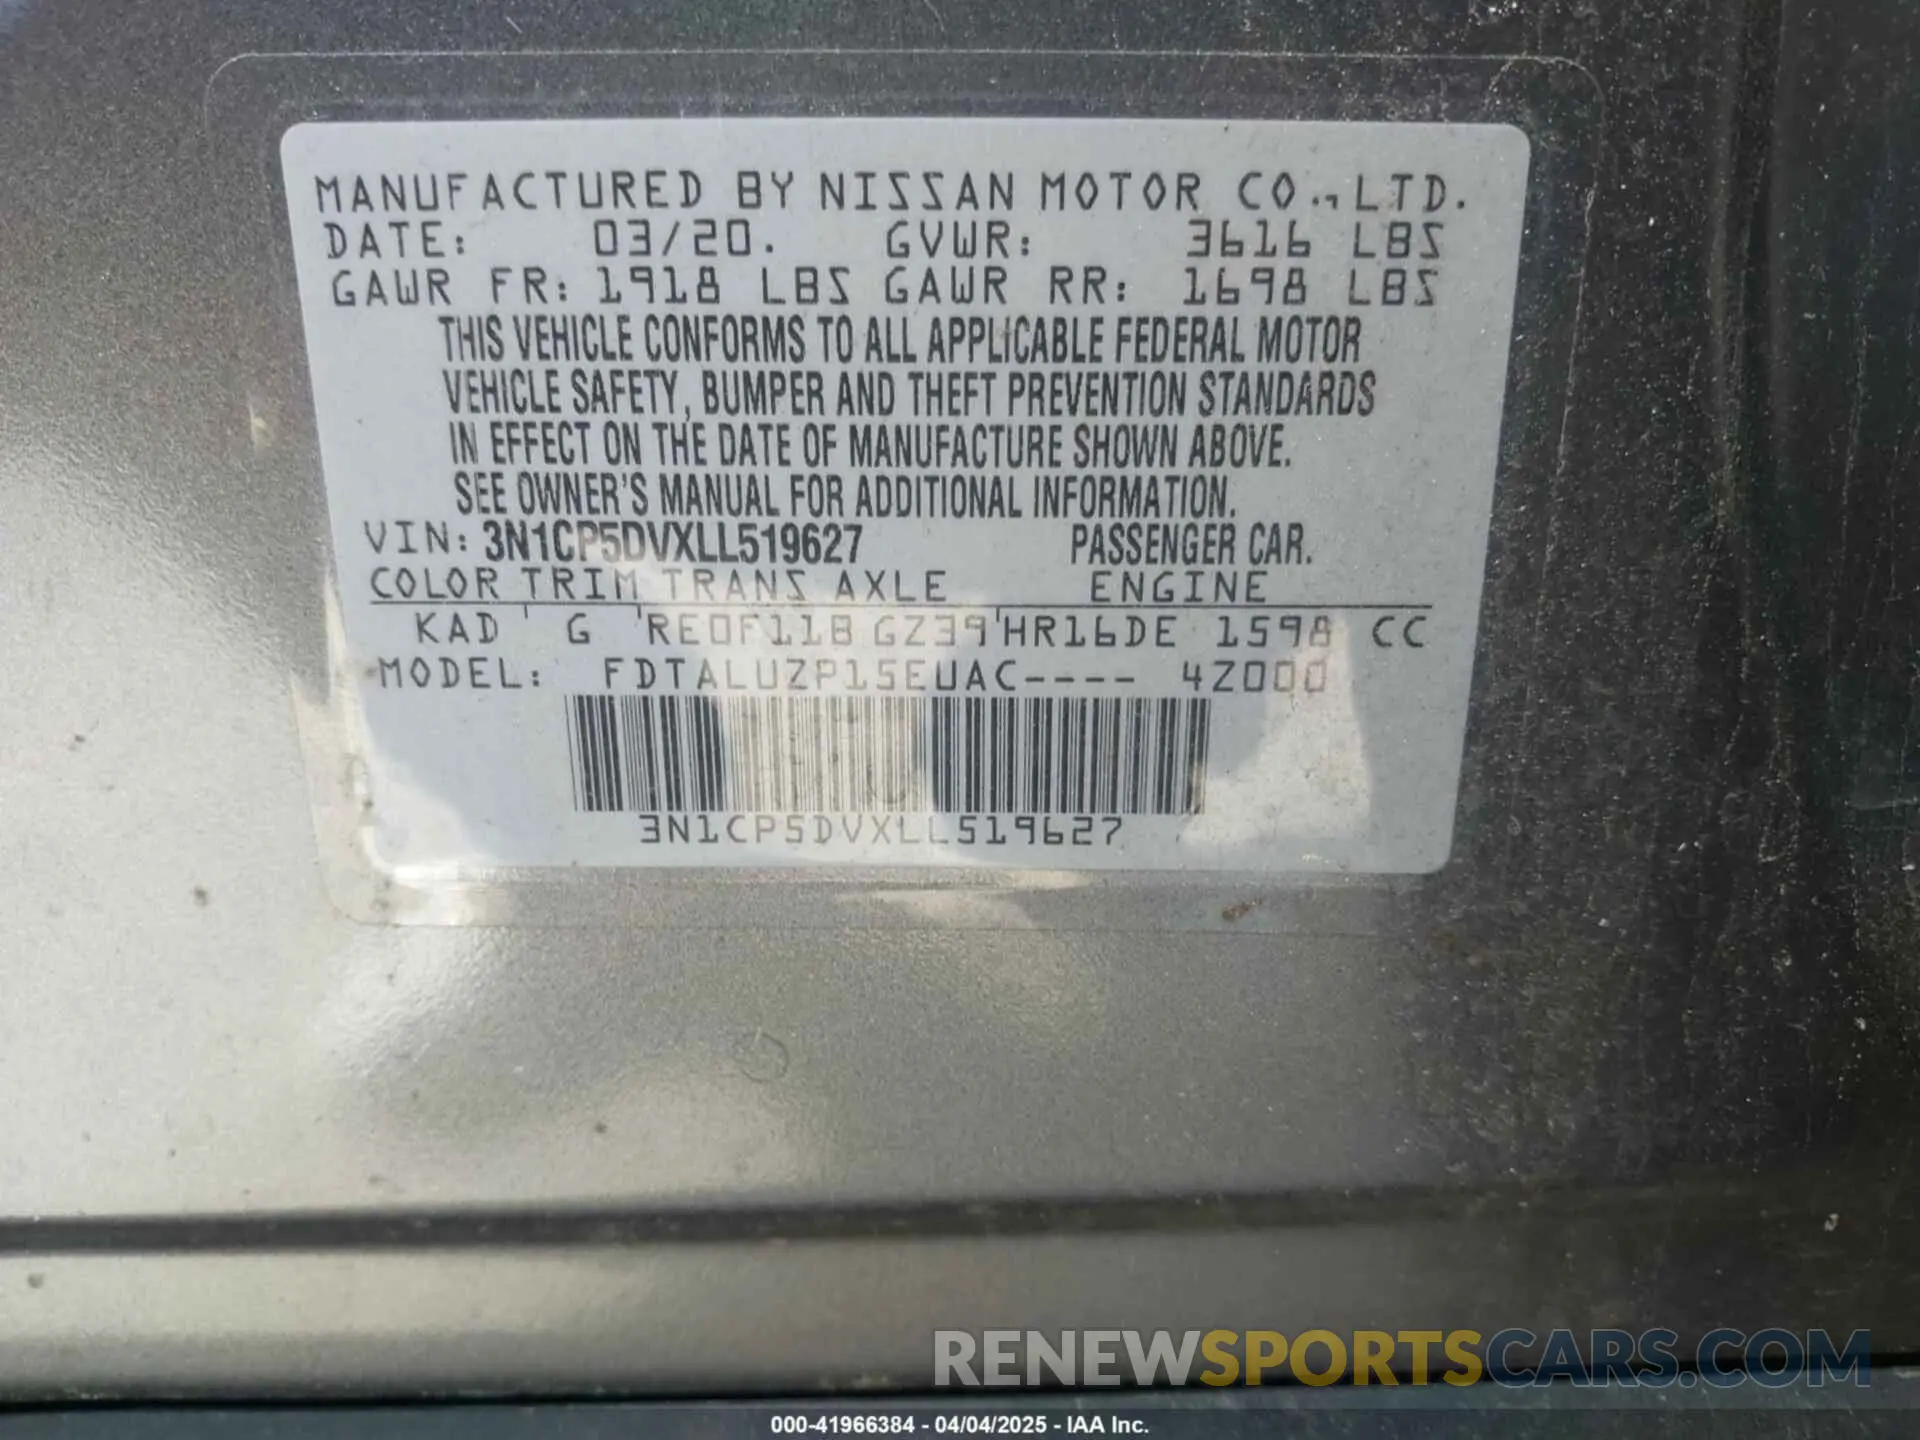 MANUFACTURED BY NISSAN MOTOR CO., LTD.
DATE: 03/20. GVWR: 3616 LBS
GAWR FR: 1918 LBS GAWR RR: 1698 LBS
THIS VEHICLE CONFORMS TO ALL APPLICABLE FEDERAL MOTOR
VEHICLE SAFETY, BUMPER AND THEFT PREVENTION STANDARDS
IN EFFECT ON THE DATE OF MANUFACTURE SHOWN ABOVE.
SEE OWNER'S MANUAL FOR ADDITIONAL INFORMATION.
VIN: 3N1CP5DVXLL519627 PASSENGER CAR.
COLOR TRIM TRANS AXLE ENGINE
KAD G RE0F11B GZ39 HR16DE 1598 CC
MODEL: FDTALUZP15EUAC---- 4Z000
3N1CP5DVXLL519627
RENEWSPORTSCARS.COM
000-41966384 - 04/04/2025 - IAA Inc.